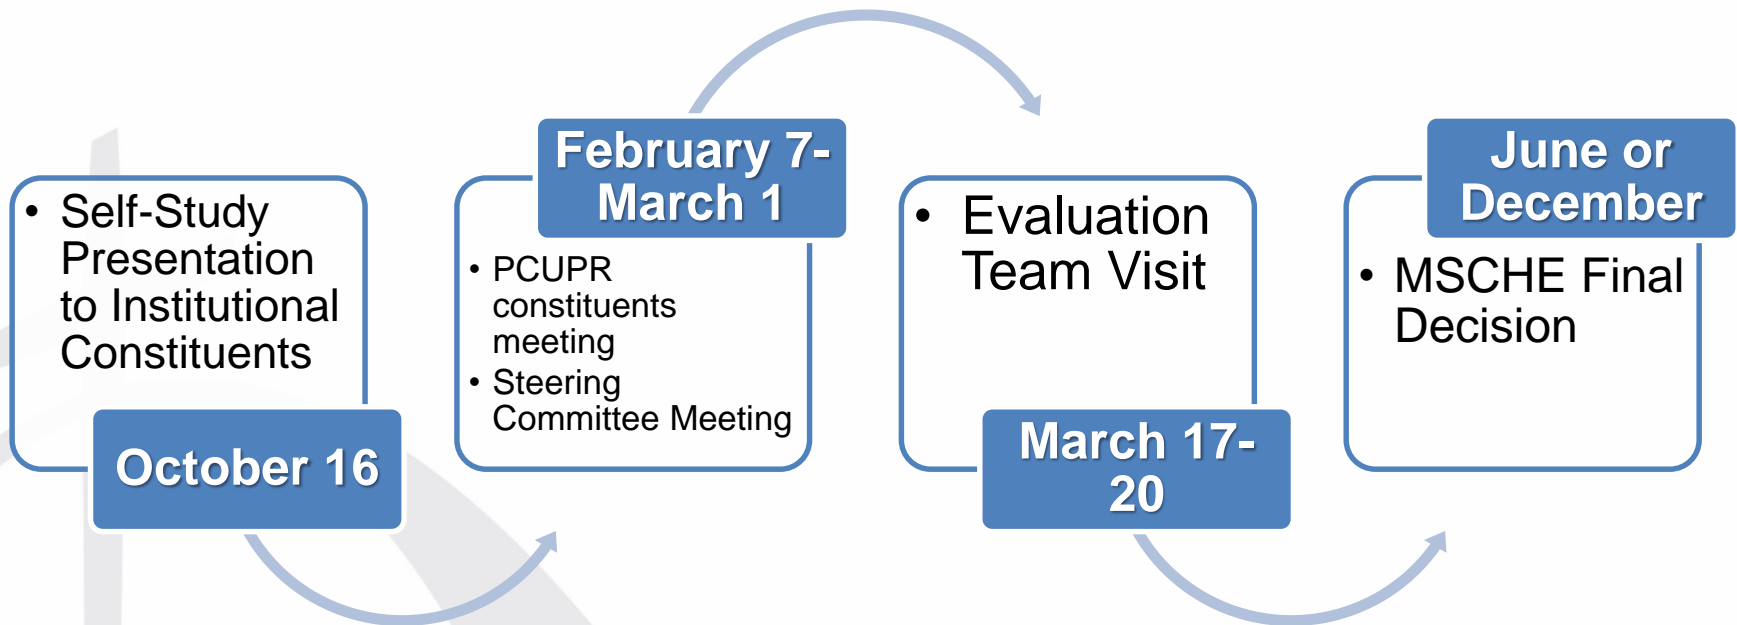 • Self-Study
Presentation
to Institutional
Constituents
October 16
February 7-
March 1
• PCUPR
constituents
meeting
• Steering
Committee Meeting
• Evaluation
Team Visit
March 17-
20
June or
December
• MSCHE Final
Decision